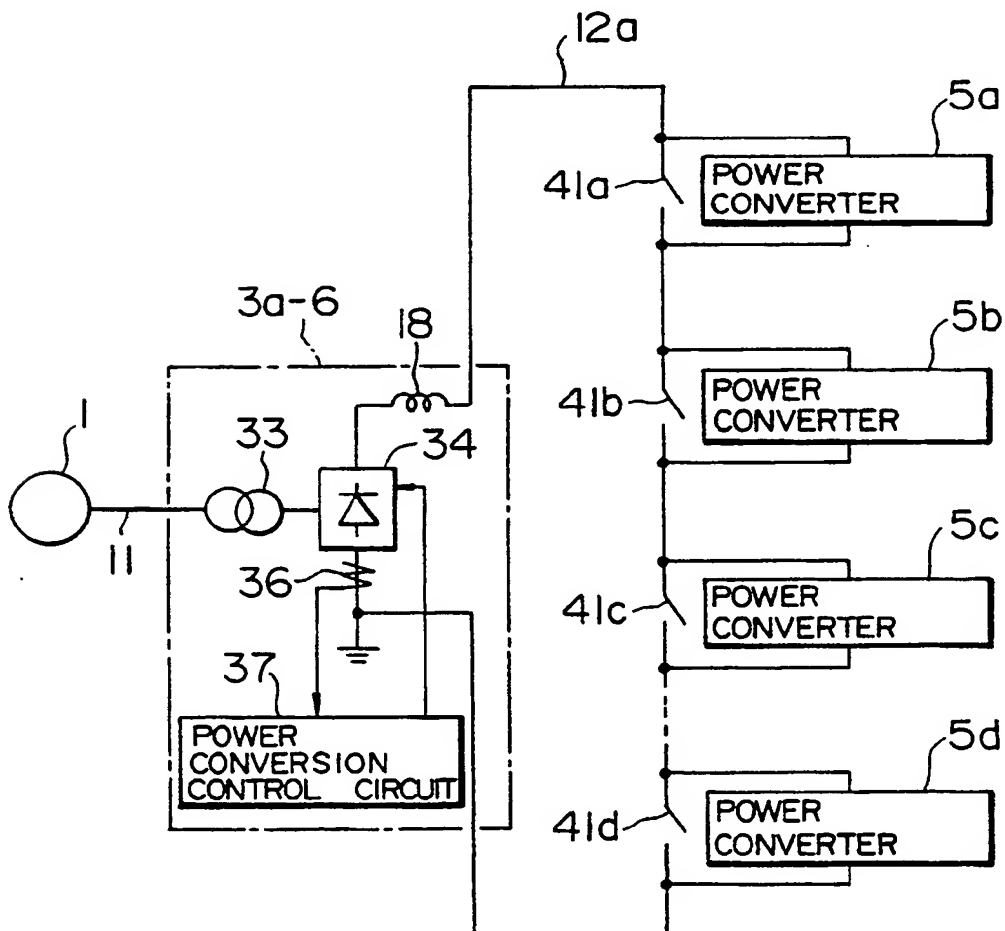 12a
5a
POWER
CONVERTER
41a
3a-6
18
5b
POWER
CONVERTER
41b
1
33
34
11
36
5c
POWER
CONVERTER
41c
37
POWER
CONVERSION
CONTROL CIRCUIT
5d
POWER
CONVERTER
41d